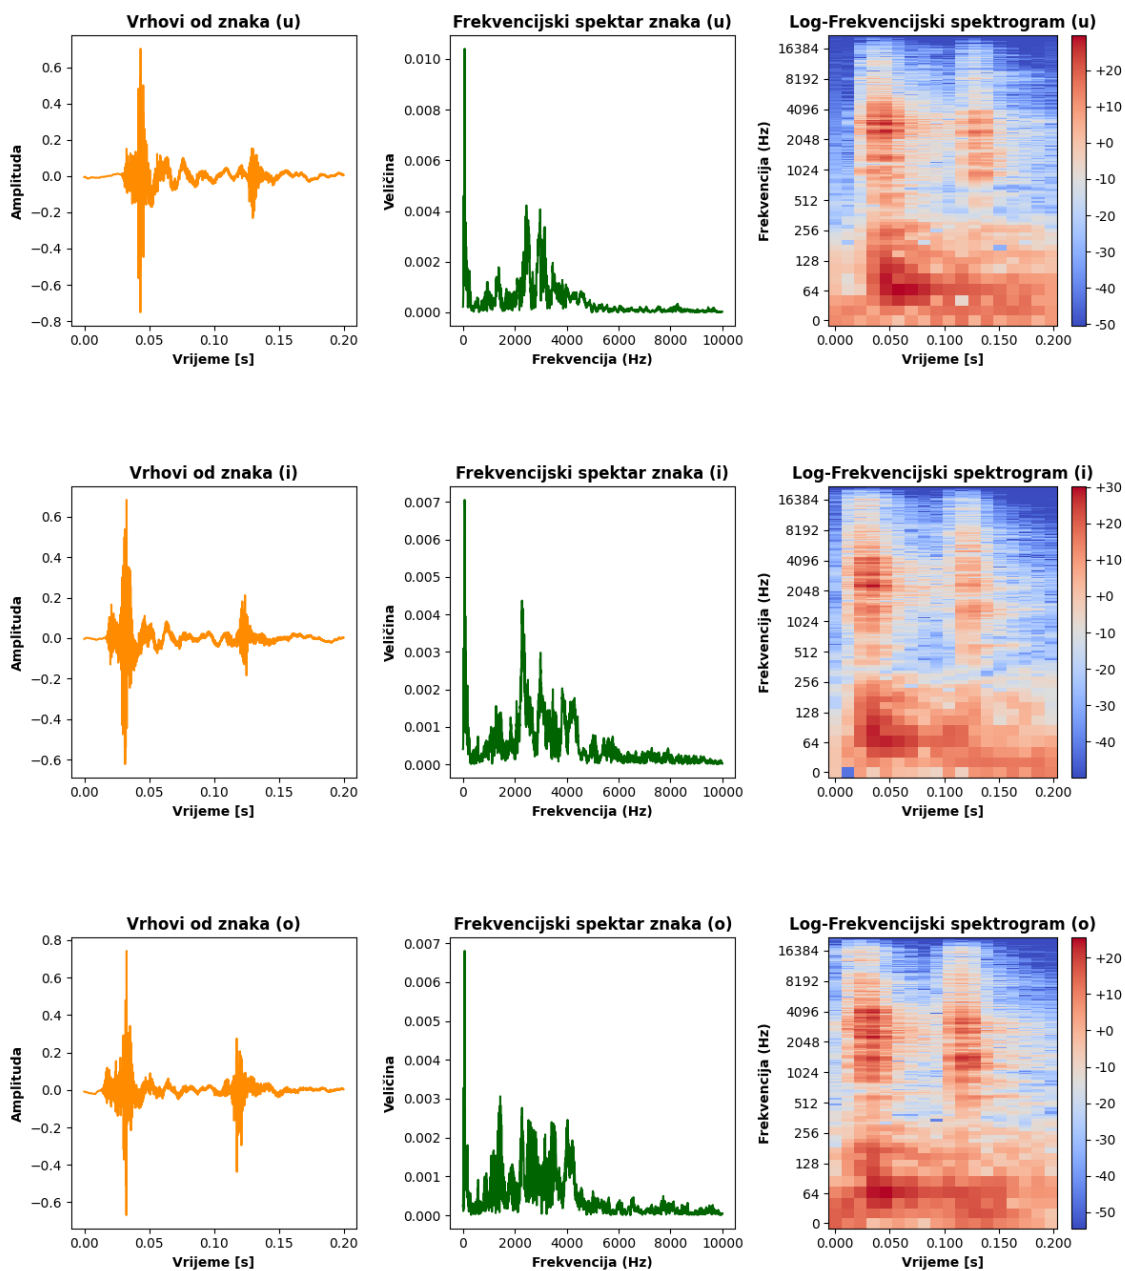 Vrhovi od znaka (u)
0.6
0.4
0.2
0.0
−0.2
−0.4
−0.6
−0.8
Amplituda
0.00 0.05 0.10 0.15 0.20
Vrijeme [s]
Frekvencijski spektar znaka (u)
0.010
0.008
0.006
0.004
0.002
0.000
Veličina
0 2000 4000 6000 8000 10000
Frekvencija (Hz)
Log-Frekvencijski spektrogram (u)
16384
8192
4096
2048
1024
512
256
128
64
0
Frekvencija (Hz)
0.000 0.050 0.100 0.150 0.200
Vrijeme [s]
+20
+10
+0
-10
-20
-30
-40
-50
Vrhovi od znaka (i)
0.6
0.4
0.2
0.0
−0.2
−0.4
−0.6
Amplituda
0.00 0.05 0.10 0.15 0.20
Vrijeme [s]
Frekvencijski spektar znaka (i)
0.007
0.006
0.005
0.004
0.003
0.002
0.001
0.000
Veličina
0 2000 4000 6000 8000 10000
Frekvencija (Hz)
Log-Frekvencijski spektrogram (i)
16384
8192
4096
2048
1024
512
256
128
64
0
Frekvencija (Hz)
0.000 0.050 0.100 0.150 0.200
Vrijeme [s]
+30
+20
+10
+0
-10
-20
-30
-40
Vrhovi od znaka (o)
0.8
0.6
0.4
0.2
0.0
−0.2
−0.4
−0.6
Amplituda
0.00 0.05 0.10 0.15 0.20
Vrijeme [s]
Frekvencijski spektar znaka (o)
0.007
0.006
0.005
0.004
0.003
0.002
0.001
0.000
Veličina
0 2000 4000 6000 8000 10000
Frekvencija (Hz)
Log-Frekvencijski spektrogram (o)
16384
8192
4096
2048
1024
512
256
128
64
0
Frekvencija (Hz)
0.000 0.050 0.100 0.150 0.200
Vrijeme [s]
+20
+10
+0
-10
-20
-30
-40
-50